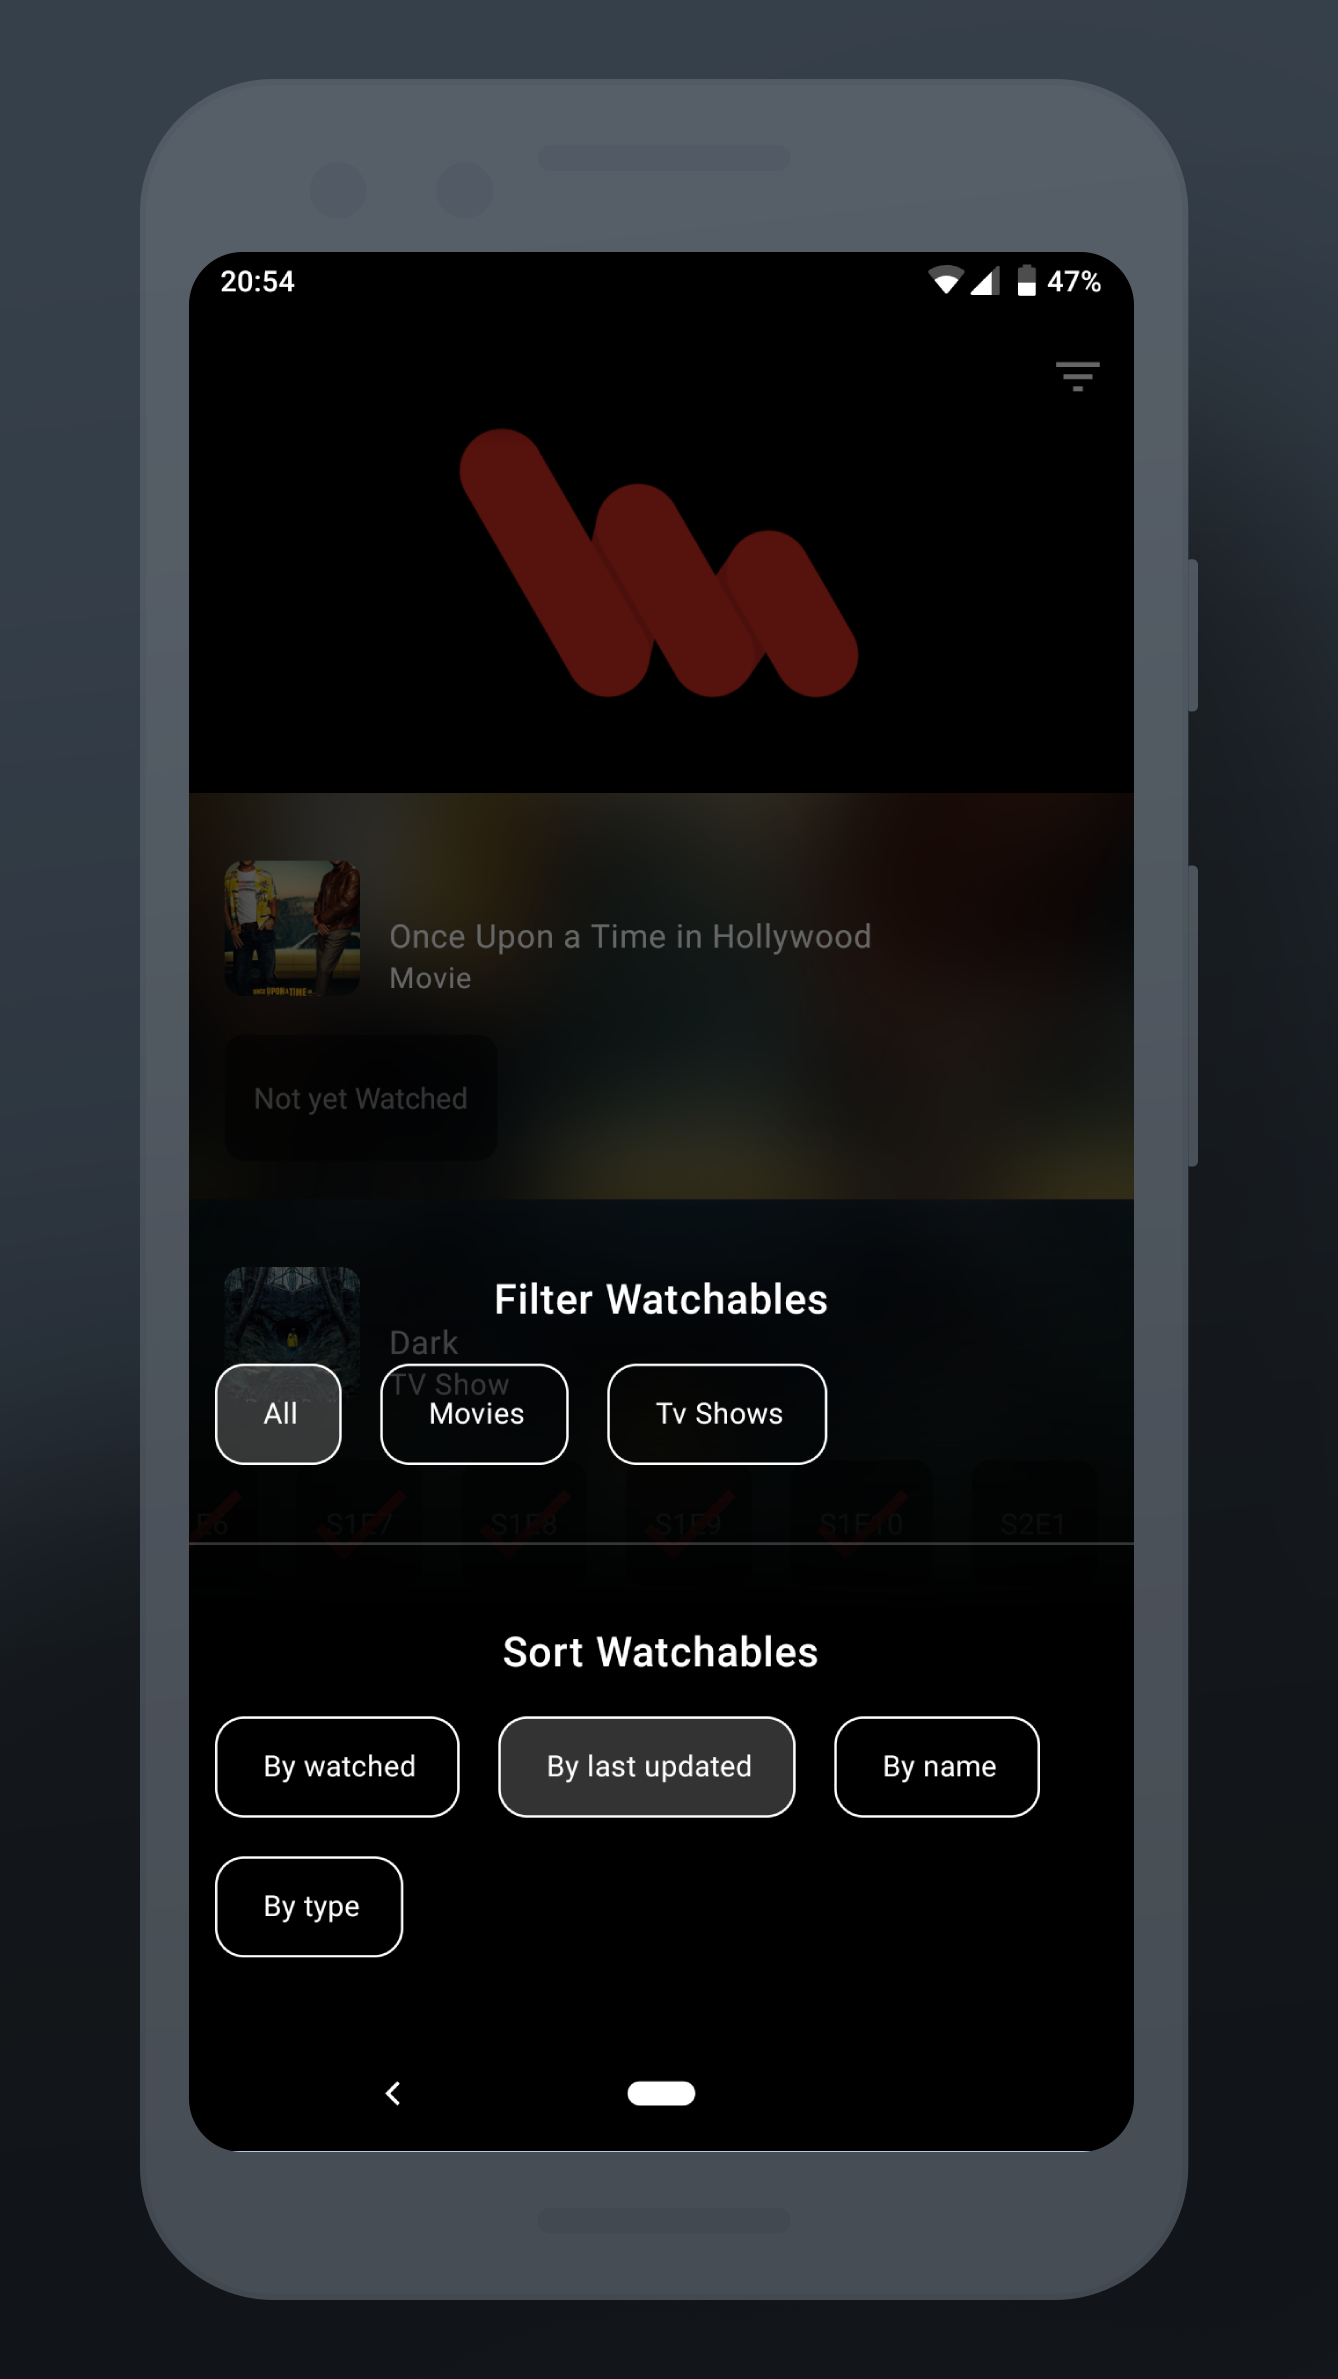 20:54 47%
Once Upon a Time in Hollywood
Movie
Not yet Watched
Filter Watchables
Dark
TV Show
All Movies Tv Shows
E6 S1E7 S1E8 S1E9 S1E10 S2E1
Sort Watchables
By watched By last updated By name
By type